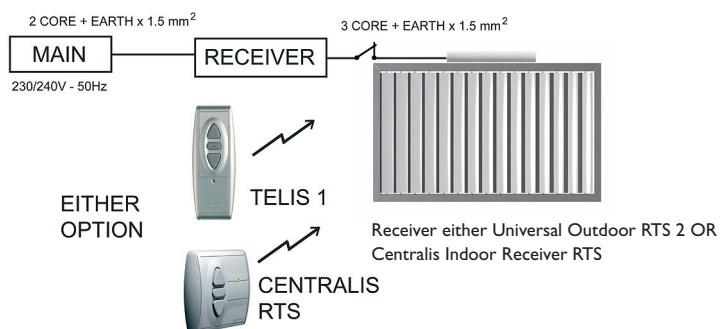 2 CORE + EARTH x 1.5 mm²
3 CORE + EARTH x 1.5 mm²
MAIN
RECEIVER
230/240V - 50Hz
TELIS 1
EITHER
OPTION
Receiver either Universal Outdoor RTS 2 OR
Centralis Indoor Receiver RTS
CENTRALIS
RTS